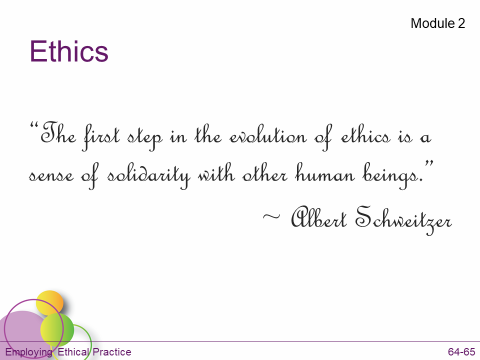 Module 2
Ethics
“The first step in the evolution of ethics is a
sense of solidarity with other human beings.”
~ Albert Schweitzer
Employing Ethical Practice 64-65